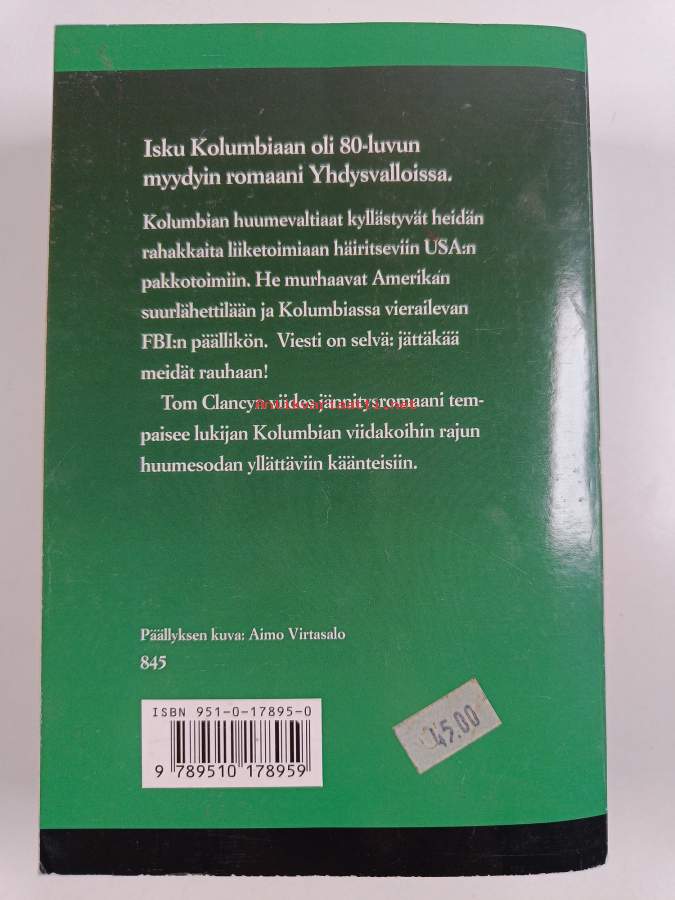 Isku Kolumbiaan oli 80-luvun
myydyin romaani Yhdysvalloissa.
Kolumbian huumevaltiaat kyllästyvät heidän
rahakkaita liiketoimiaan häiritseviin USA:n
pakkotoimiin. He murhaavat Amerikan
suurlähettilään ja Kolumbiassa vierailevan
FBI:n päällikön. Viesti on selvä: jättäkää
meidät rauhaan!
Tom Clancyn viides jännitysromaani tem-
paisee lukijan Kolumbian viidakoihin rajun
huumesodan yllättäviin käänteisiin.
Päällyksen kuva: Aimo Virtasalo
845
ISBN 951-0-17895-0
9 789510 178959
45.00